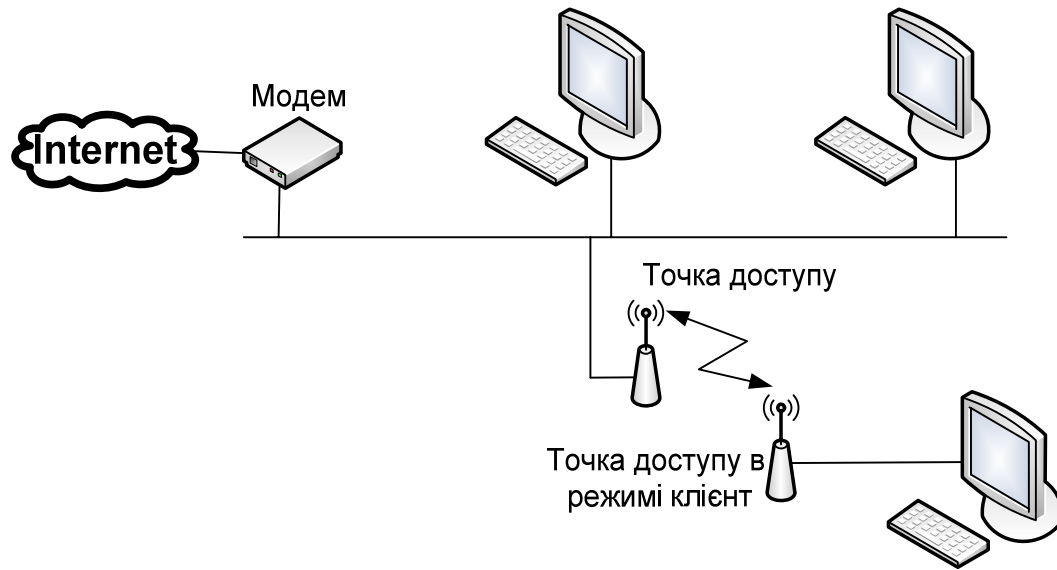 Модем
Internet
Точка доступу
Точка доступу в
режимі клієнт